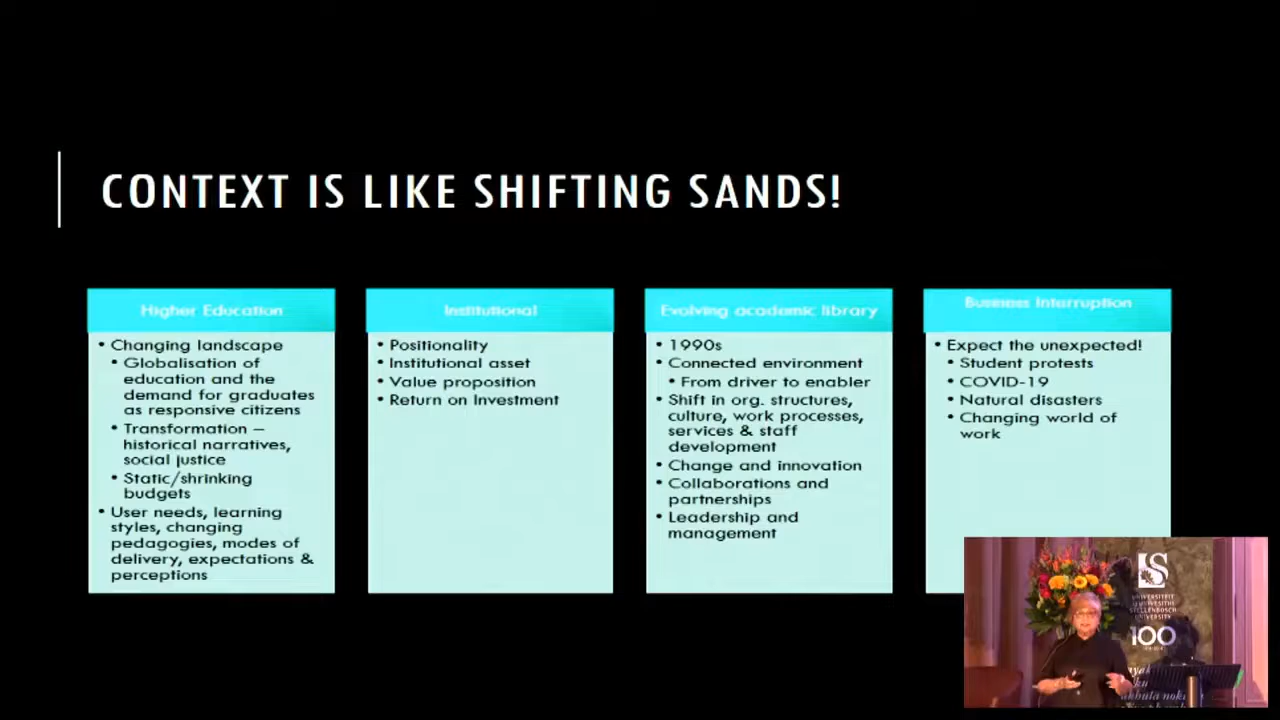 CONTEXT IS LIKE SHIFTING SANDS!
Higher Education
• Changing landscape
• Globalisation of
education and the
demand for graduates
as responsive citizens
• Transformation –
historical narratives,
social justice
• Static/shrinking
budgets
• User needs, learning
styles, changing
pedagogies, modes of
delivery, expectations &
perceptions
Institutional
• Positionality
• Institutional asset
• Value proposition
• Return on Investment
Evolving academic library
• 1990s
• Connected environment
• From driver to enabler
• Shift in org. structures,
culture, work processes,
services & staff
development
• Change and innovation
• Collaborations and
partnerships
• Leadership and
management
Business Interruption
• Expect the unexpected!
• Student protests
• COVID-19
• Natural disasters
• Changing world of
work
S
UNIVERSITEIT
STELLENBOSCH
UNIVERSITY
100